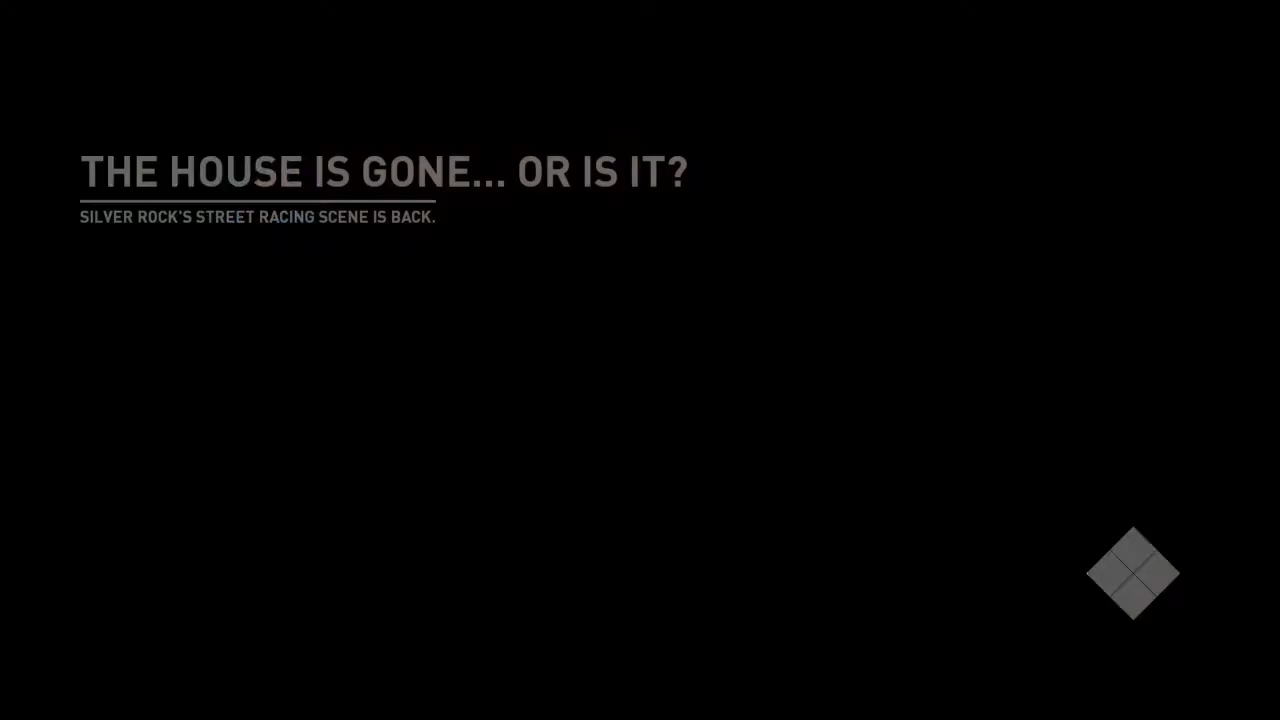 THE HOUSE IS GONE... OR IS IT?
SILVER ROCK'S STREET RACING SCENE IS BACK.